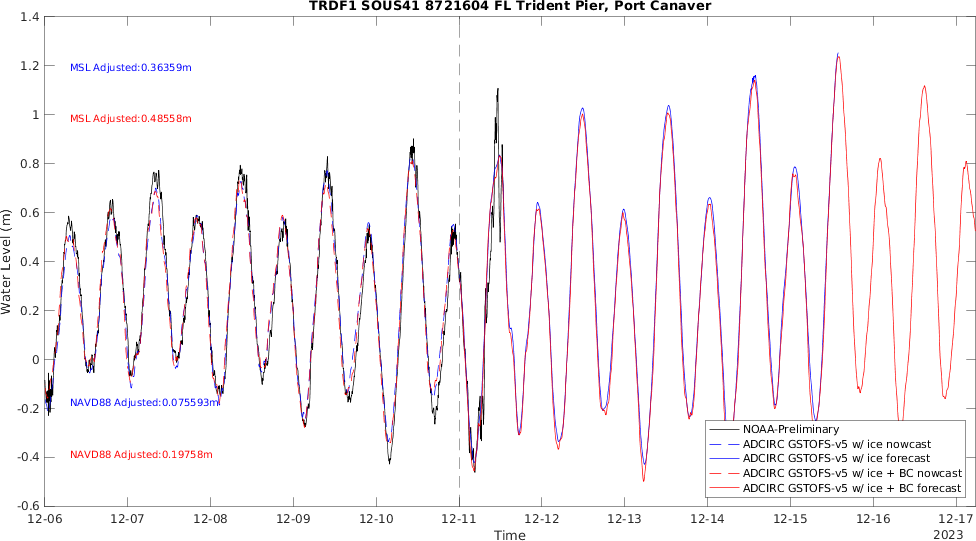 TRDF1 SOUS41 8721604 FL Trident Pier, Port Canaver
1.4
1.2
1
0.8
0.6
0.4
0.2
0
-0.2
-0.4
-0.6
Water Level (m)
MSL Adjusted:0.36359m
MSL Adjusted:0.48558m
NAVD88 Adjusted:0.075593m
NAVD88 Adjusted:0.19758m
NOAA-Preliminary
ADCIRC GSTOFS-v5 w/ ice nowcast
ADCIRC GSTOFS-v5 w/ ice forecast
ADCIRC GSTOFS-v5 w/ice + BC nowcast
ADCIRC GSTOFS-v5 w/ice + BC forecast
12-06 12-07 12-08 12-09 12-10 12-11 12-12 12-13 12-14 12-15 12-16 12-17
Time
2023